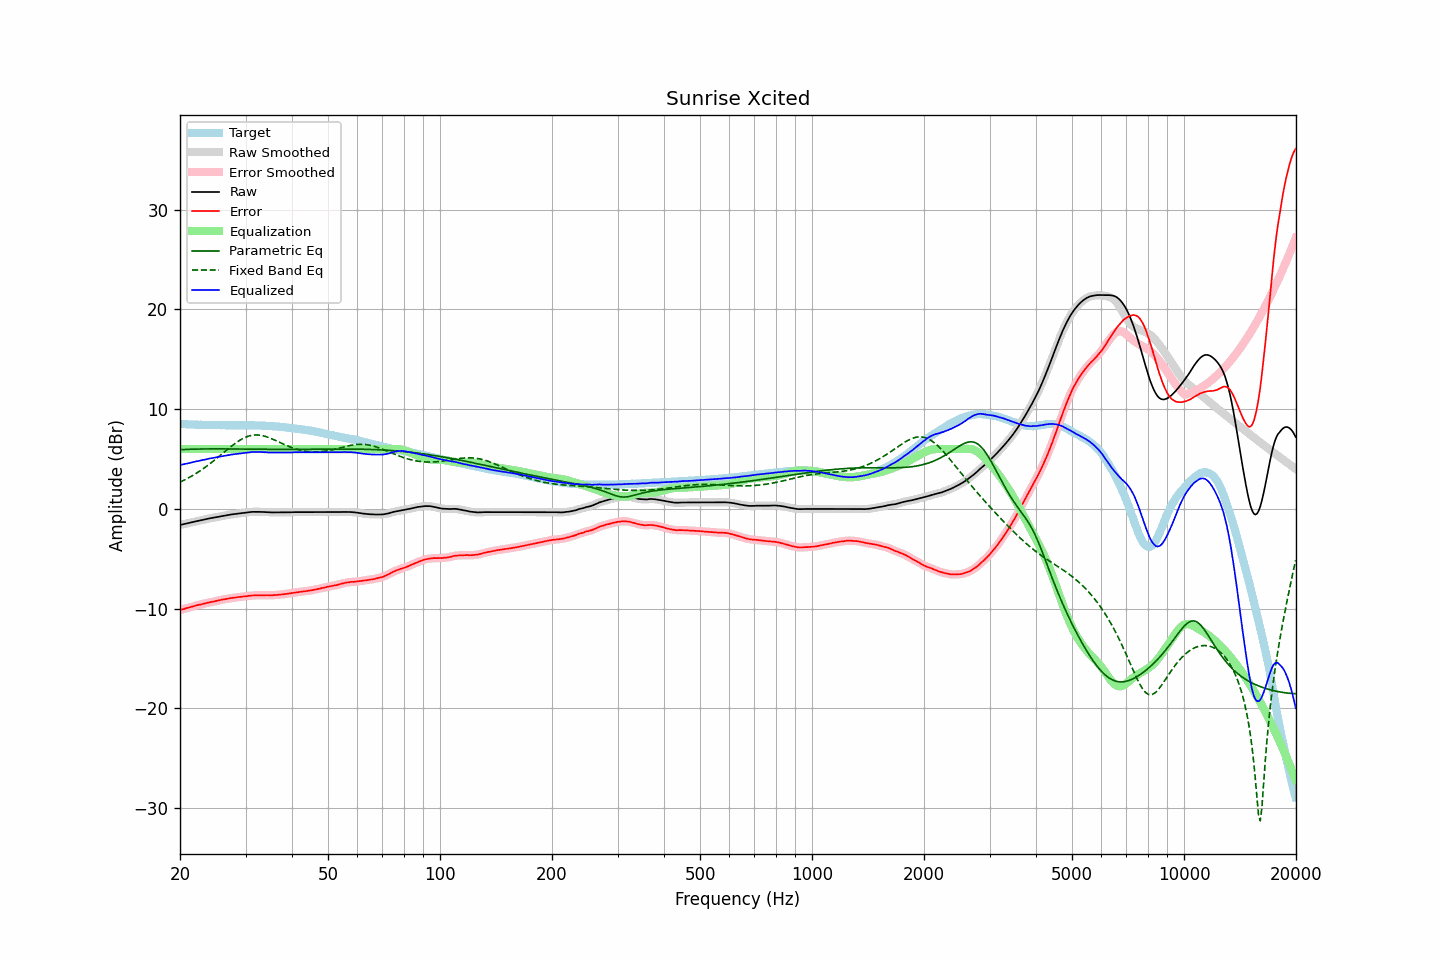 Sunrise Xcited
Target
Raw Smoothed
Error Smoothed
Raw
Error
Equalization
Parametric Eq
Fixed Band Eq
Equalized
Amplitude (dBr)
30
20
10
0
−10
−20
−30
20 50 100 200 500 1000 2000 5000 10000 20000
Frequency (Hz)